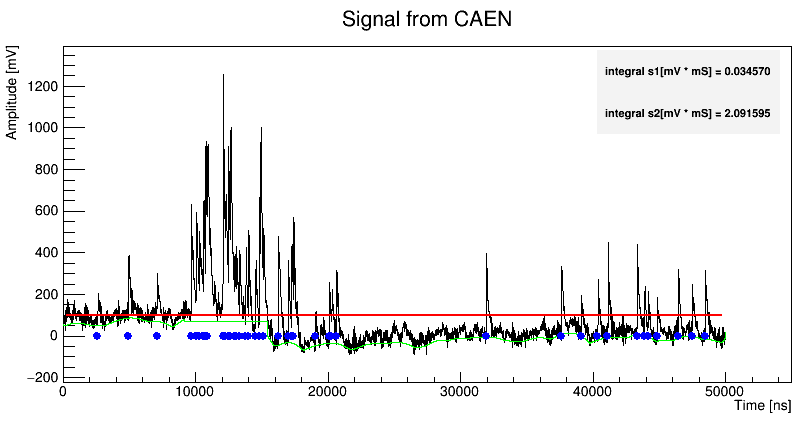 Signal from CAEN
Amplitude [mV]
integral s1[mV * mS] = 0.034570
integral s2[mV * mS] = 2.091595
1200
1000
800
600
400
200
0
−200
0 10000 20000 30000 40000 50000
Time [ns]